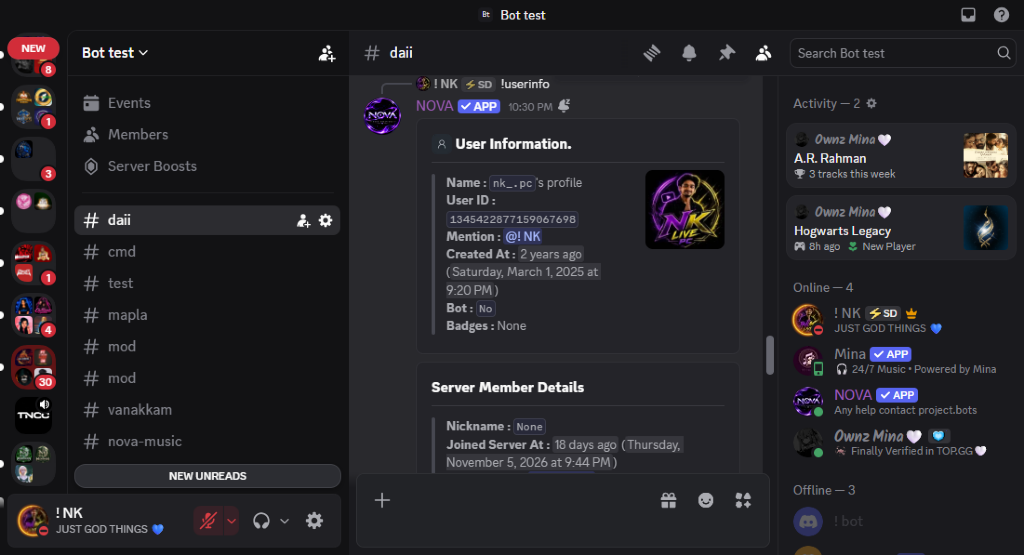 Bt Bot test
NEW
8
1
3
1
4
30
TNCU
Bot test
Events
Members
Server Boosts
# daii
# cmd
# test
# mapla
# mod
# mod
# vanakkam
# nova-music
NEW UNREADS
! NK
JUST GOD THINGS 💙
# daii
Search Bot test
! NK ⚡SD !userinfo
NOVA ✓ APP 10:30 PM
User Information.
Name : nk_.pc's profile
User ID :
1345422877159067698
Mention : @! NK
Created At : 2 years ago
(Saturday, March 1, 2025 at
9:20 PM)
Bot : No
Badges : None
NK
LIVE
Server Member Details
Nickname : None
Joined Server At : 18 days ago (Thursday,
November 5, 2026 at 9:44 PM)
Activity — 2
Ownz Mina 🤍
A.R. Rahman
3 tracks this week
Ownz Mina 🤍
Hogwarts Legacy
8h ago New Player
Online — 4
! NK ⚡SD
JUST GOD THINGS 💙
Mina ✓ APP
24/7 Music • Powered by Mina
NOVA ✓ APP
Any help contact project.bots
Ownz Mina 🤍
Finally Verified in TOP.GG 🤍
Offline — 3
! bot